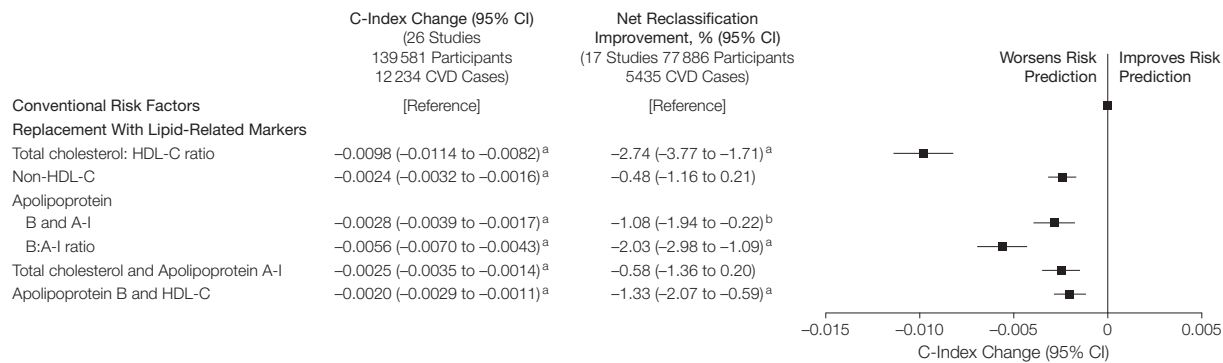 C-Index Change (95% CI)
(26 Studies
139 581 Participants
12 234 CVD Cases)
Net Reclassification
Improvement, % (95% CI)
(17 Studies 77 886 Participants
5435 CVD Cases)
Worsens Risk
Prediction
Improves Risk
Prediction
Conventional Risk Factors [Reference] [Reference]
Replacement With Lipid-Related Markers
Total cholesterol: HDL-C ratio –0.0098 (–0.0114 to –0.0082)a –2.74 (–3.77 to –1.71)a
Non-HDL-C –0.0024 (–0.0032 to –0.0016)a –0.48 (–1.16 to 0.21)
Apolipoprotein
B and A-I –0.0028 (–0.0039 to –0.0017)a –1.08 (–1.94 to –0.22)b
B:A-I ratio –0.0056 (–0.0070 to –0.0043)a –2.03 (–2.98 to –1.09)a
Total cholesterol and Apolipoprotein A-I –0.0025 (–0.0035 to –0.0014)a –0.58 (–1.36 to 0.20)
Apolipoprotein B and HDL-C –0.0020 (–0.0029 to –0.0011)a –1.33 (–2.07 to –0.59)a
–0.015 –0.010 –0.005 0 0.005
C-Index Change (95% CI)